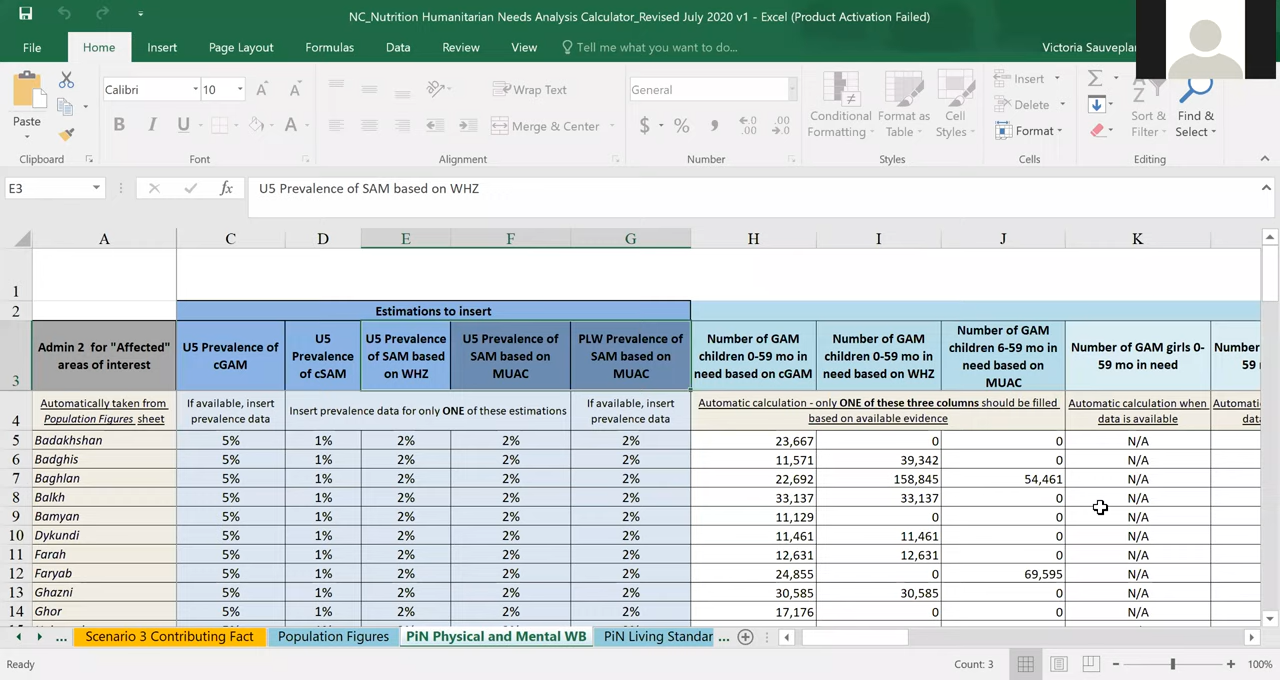 NC_Nutrition Humanitarian Needs Analysis Calculator_Revised July 2020 v1 - Excel (Product Activation Failed)
File Home Insert Page Layout Formulas Data Review View Tell me what you want to do...
Victoria Sauveplan
Calibri 10
Wrap Text
General
Insert
Paste
Delete
B I U A
Merge & Center
$ % ,
Conditional Formatting
Format as Table
Cell Styles
Format
Sort & Filter
Find & Select
Clipboard Font Alignment Number Styles Cells Editing
E3 fx U5 Prevalence of SAM based on WHZ
A C D E F G H I J K
1
2 Estimations to insert
3 Admin 2 for "Affected" areas of interest U5 Prevalence of cGAM U5 Prevalence of cSAM U5 Prevalence of SAM based on WHZ U5 Prevalence of SAM based on MUAC PLW Prevalence of SAM based on MUAC Number of GAM children 0-59 mo in need based on cGAM Number of GAM children 0-59 mo in need based on WHZ Number of GAM children 6-59 mo in need based on MUAC Number of GAM girls 0-59 mo in need
4 Automatically taken from Population Figures sheet If available, insert prevalence data Insert prevalence data for only ONE of these estimations If available, insert prevalence data Automatic calculation - only ONE of these three columns should be filled based on available evidence Automatic calculation when data is available
5 Badakhshan 5% 1% 2% 2% 2% 23,667 0 0 N/A
6 Badghis 5% 1% 2% 2% 2% 11,571 39,342 0 N/A
7 Baghlan 5% 1% 2% 2% 2% 22,692 158,845 54,461 N/A
8 Balkh 5% 1% 2% 2% 2% 33,137 33,137 0 N/A
9 Bamyan 5% 1% 2% 2% 2% 11,129 0 0 N/A
10 Dykundi 5% 1% 2% 2% 2% 11,461 11,461 0 N/A
11 Farah 5% 1% 2% 2% 2% 12,631 12,631 0 N/A
12 Faryab 5% 1% 2% 2% 2% 24,855 0 69,595 N/A
13 Ghazni 5% 1% 2% 2% 2% 30,585 30,585 0 N/A
14 Ghor 5% 1% 2% 2% 2% 17,176 0 0 N/A
... Scenario 3 Contributing Fact Population Figures PiN Physical and Mental WB PiN Living Standar ...
Ready Count: 3 100%